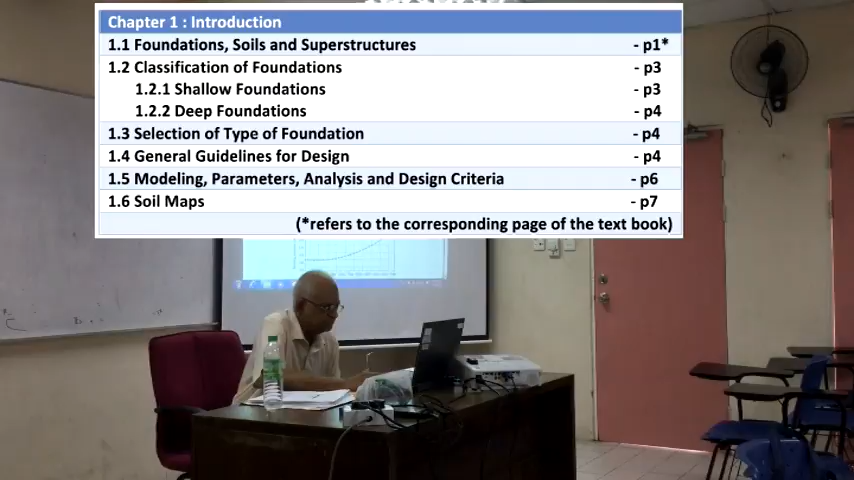 Chapter 1 : Introduction
1.1 Foundations, Soils and Superstructures - p1*
1.2 Classification of Foundations - p3
1.2.1 Shallow Foundations - p3
1.2.2 Deep Foundations - p4
1.3 Selection of Type of Foundation - p4
1.4 General Guidelines for Design - p4
1.5 Modeling, Parameters, Analysis and Design Criteria - p6
1.6 Soil Maps - p7
(*refers to the corresponding page of the text book)